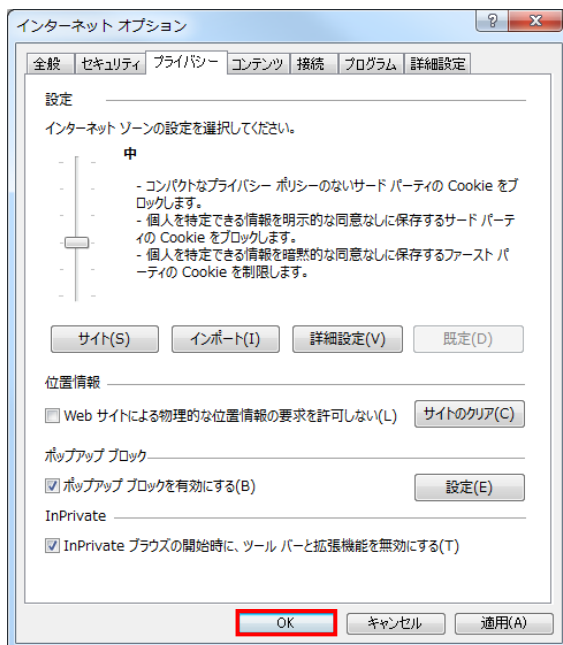 インターネット オプション
?
X
全般 セキュリティ プライバシー コンテンツ 接続 プログラム 詳細設定
設定
インターネット ゾーンの設定を選択してください。
中
- コンパクトなプライバシー ポリシーのないサード パーティの Cookie をブ
ロックします。
- 個人を特定できる情報を明示的な同意なしに保存するサード パーテ
ィの Cookie をブロックします。
- 個人を特定できる情報を暗黙的な同意なしに保存するファースト パ
ーティの Cookie を制限します。
サイト(S) インポート(I) 詳細設定(V) 既定(D)
位置情報
Web サイトによる物理的な位置情報の要求を許可しない(L) サイトのクリア(C)
ポップアップ ブロック
ポップアップ ブロックを有効にする(B) 設定(E)
InPrivate
InPrivate ブラウズの開始時に、ツール バーと拡張機能を無効にする(T)
OK キャンセル 適用(A)